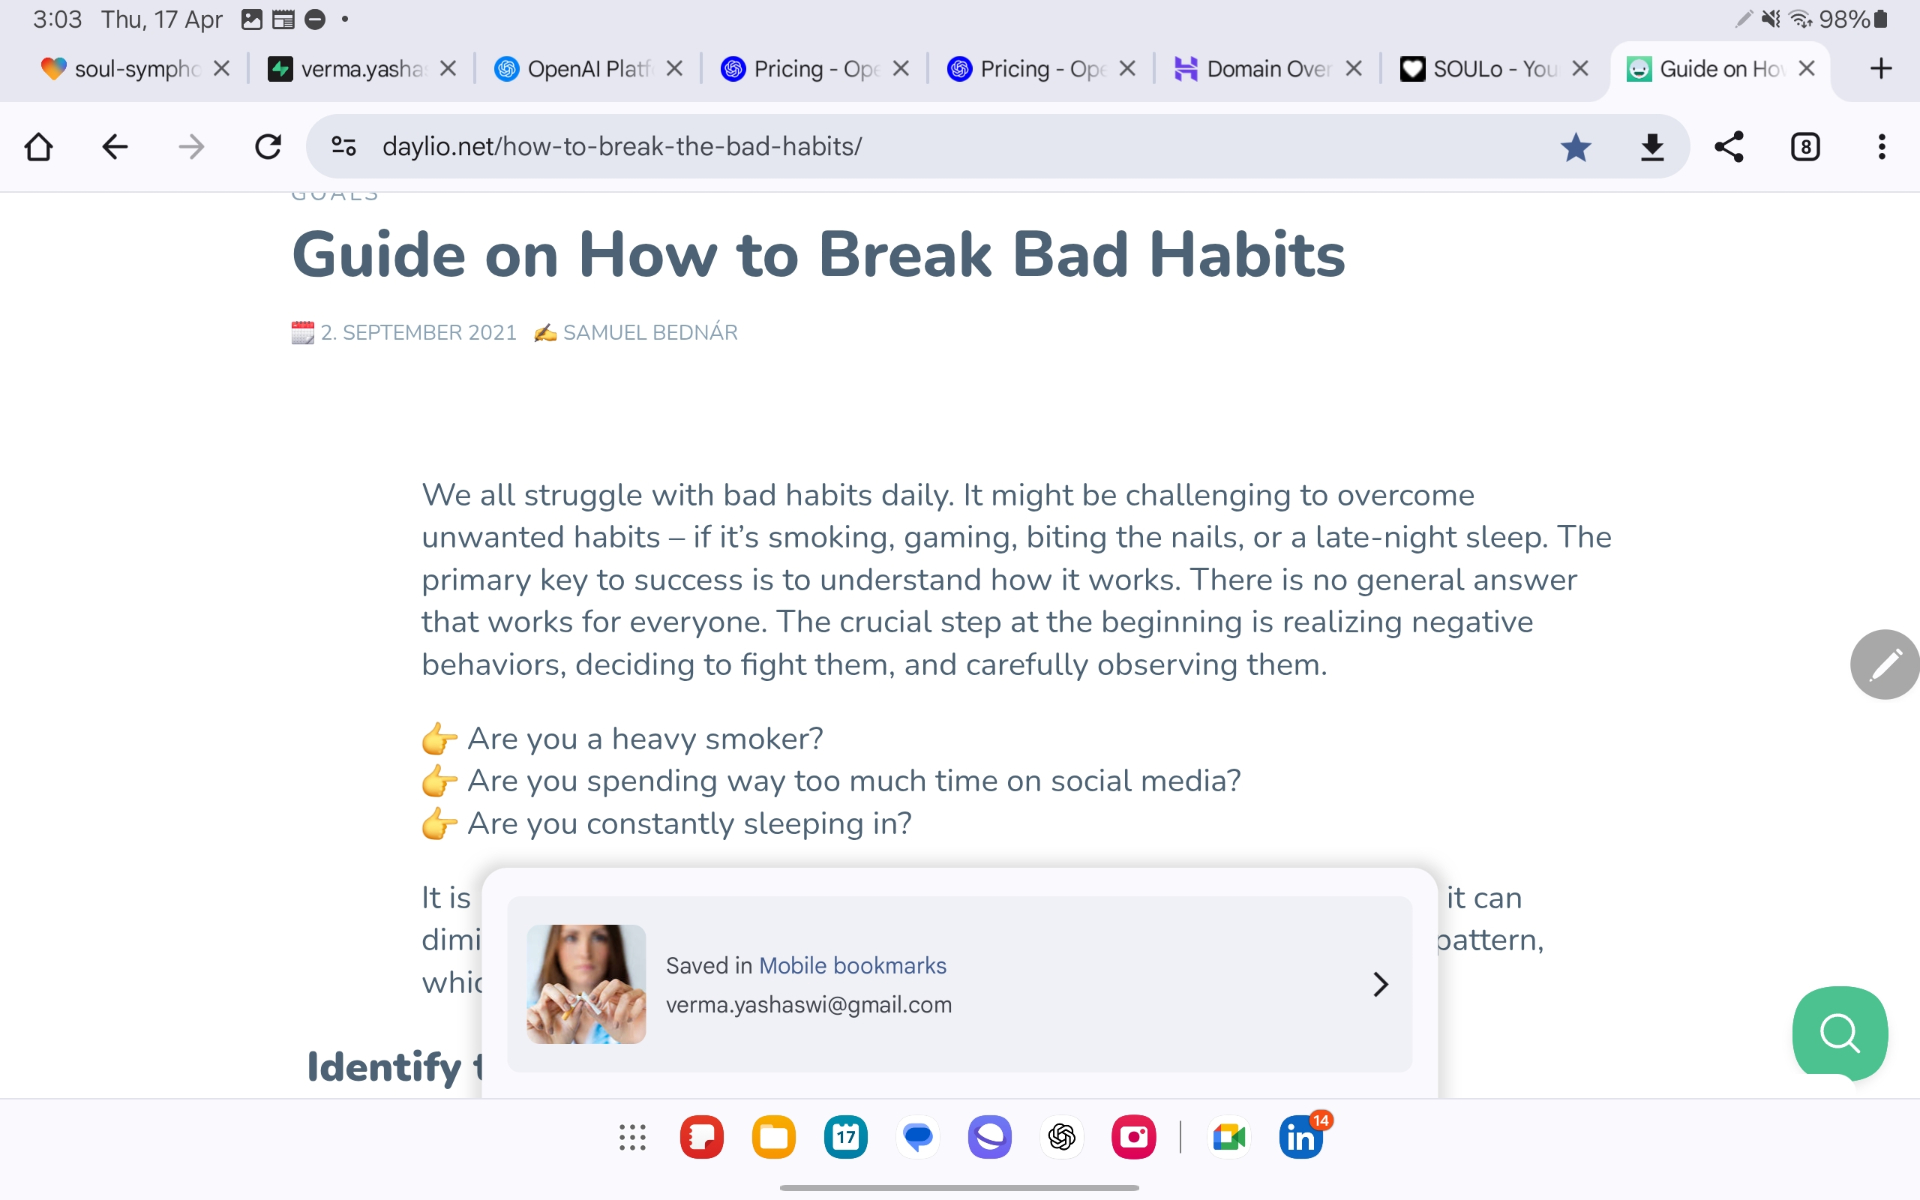 3:03 Thu, 17 Apr
98%
soul-sympho
verma.yasha
OpenAI Platf
Pricing - Ope
Pricing - Ope
Domain Over
SOULo - You
Guide on How
daylio.net/how-to-break-the-bad-habits/
8
GOALS
Guide on How to Break Bad Habits
2. SEPTEMBER 2021 SAMUEL BEDNÁR
We all struggle with bad habits daily. It might be challenging to overcome
unwanted habits – if it’s smoking, gaming, biting the nails, or a late-night sleep. The
primary key to success is to understand how it works. There is no general answer
that works for everyone. The crucial step at the beginning is realizing negative
behaviors, deciding to fight them, and carefully observing them.
👉 Are you a heavy smoker?
👉 Are you spending way too much time on social media?
👉 Are you constantly sleeping in?
It is it can
dimi pattern,
whic
Saved in Mobile bookmarks
verma.yashaswi@gmail.com
Identify t
17
in
14